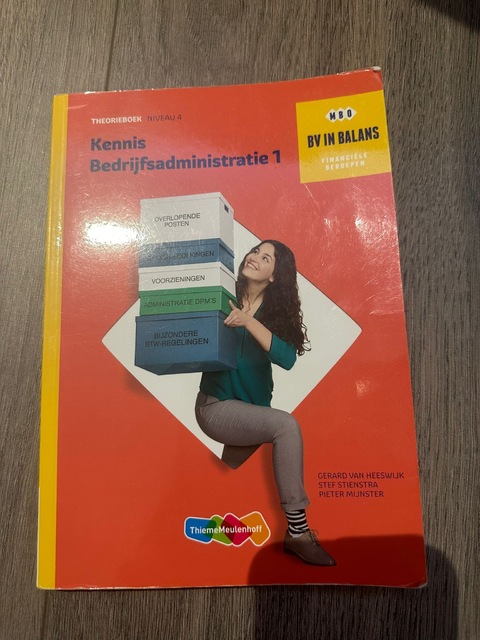 THEORIEBOEK NIVEAU 4
Kennis
Bedrijfsadministratie 1
MBO
BV IN BALANS
FINANCIËLE
BEROEPEN
OVERLOPENDE
POSTEN
VOORZIENINGEN
ADMINISTRATIE DPM'S
BIJZONDERE
BTW-REGELINGEN
GERARD VAN HEESWIJK
STEF STIENSTRA
PIETER MIJNSTER
ThiemeMeulenhoff